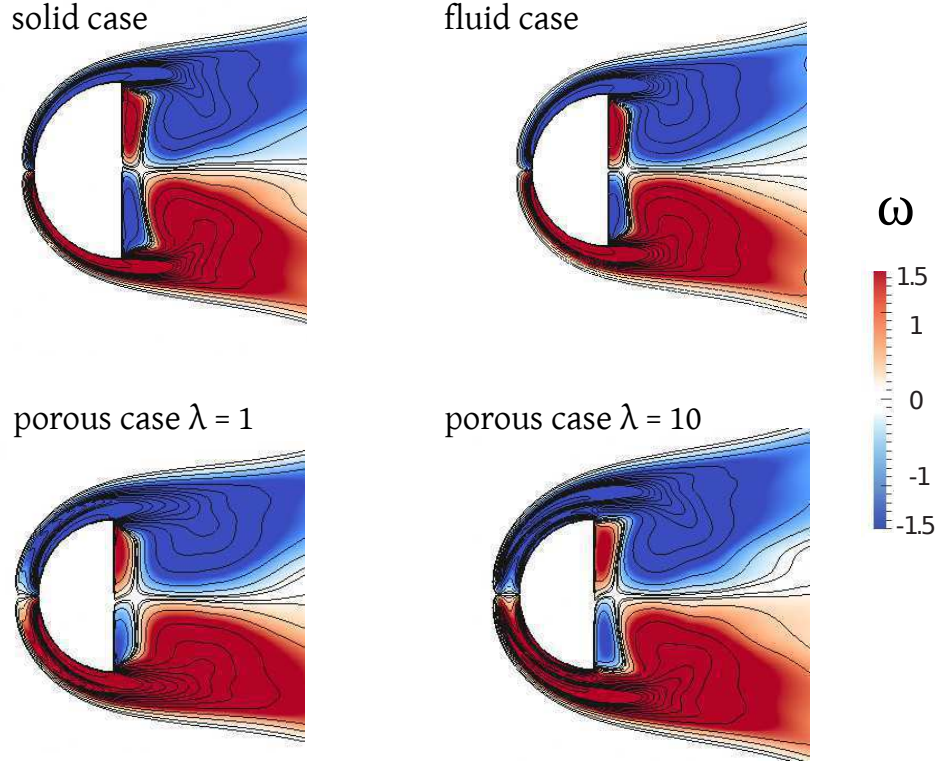 solid case
fluid case
ω
1.5
1
0
-1
-1.5
porous case λ = 1
porous case λ = 10